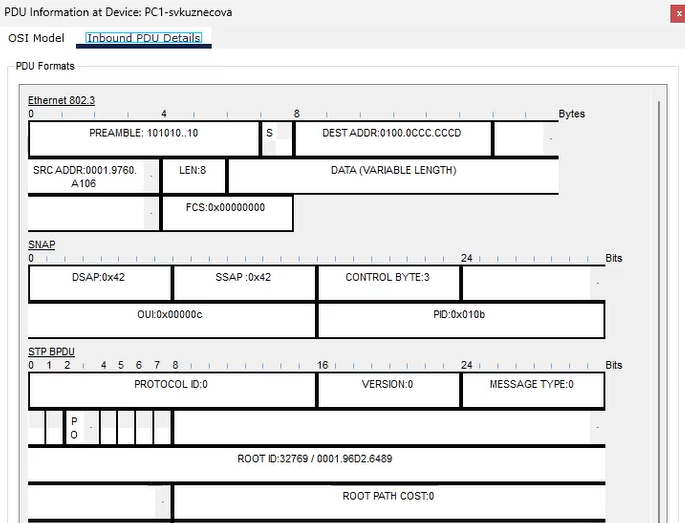 PDU Information at Device: PC1-svkuznecova
x
OSI Model Inbound PDU Details
PDU Formats
Ethernet 802.3
0 4 8 Bytes
PREAMBLE: 101010..10 S DEST ADDR:0100.0CCC.CCCD
SRC ADDR:0001.9760. LEN:8 DATA (VARIABLE LENGTH)
A106
FCS:0x00000000
SNAP
0 24 Bits
DSAP:0x42 SSAP :0x42 CONTROL BYTE:3
OUI:0x00000c PID:0x010b
STP BPDU
0 1 2 4 5 6 7 8 16 24 Bits
PROTOCOL ID:0 VERSION:0 MESSAGE TYPE:0
P
O
ROOT ID:32769 / 0001.96D2.6489
ROOT PATH COST:0